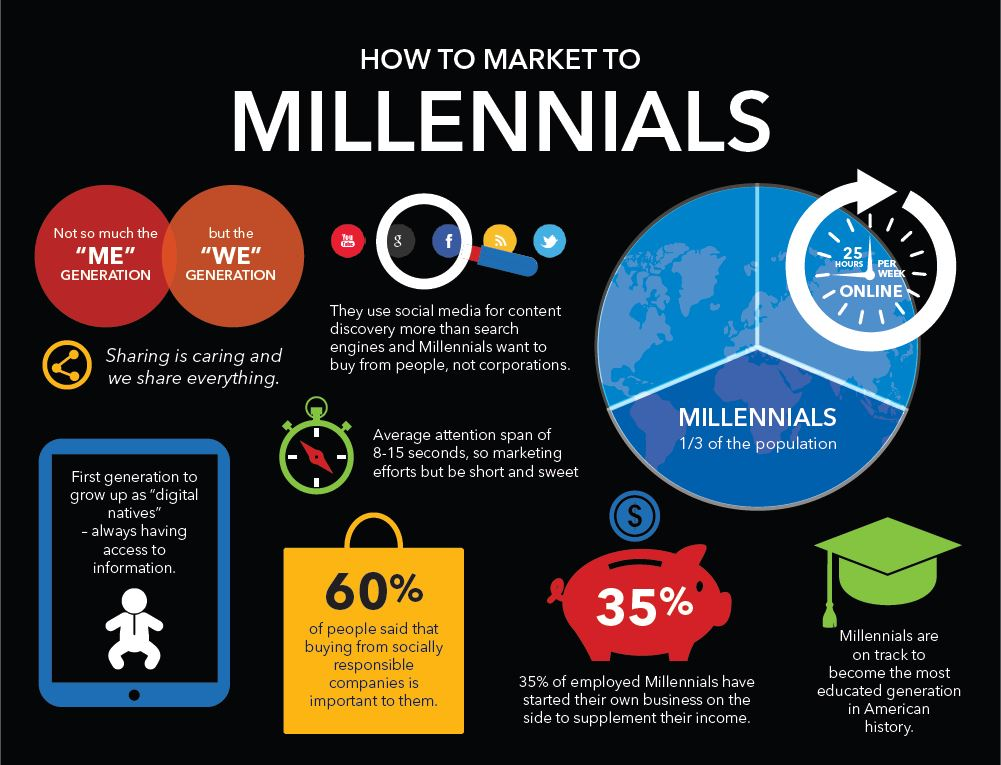 HOW TO MARKET TO
MILLENNIALS
Not so much the
"ME"
GENERATION
but the
"WE"
GENERATION
Sharing is caring and
we share everything.
You
Tube
g
f
They use social media for content
discovery more than search
engines and Millennials want to
buy from people, not corporations.
25
HOURS
PER
WEEK
ONLINE
MILLENNIALS
1/3 of the population
Average attention span of
8-15 seconds, so marketing
efforts but be short and sweet
First generation to
grow up as "digital
natives"
– always having
access to
information.
60%
of people said that
buying from socially
responsible
companies is
important to them.
$
35%
35% of employed Millennials have
started their own business on the
side to supplement their income.
Millennials are
on track to
become the most
educated generation
in American
history.